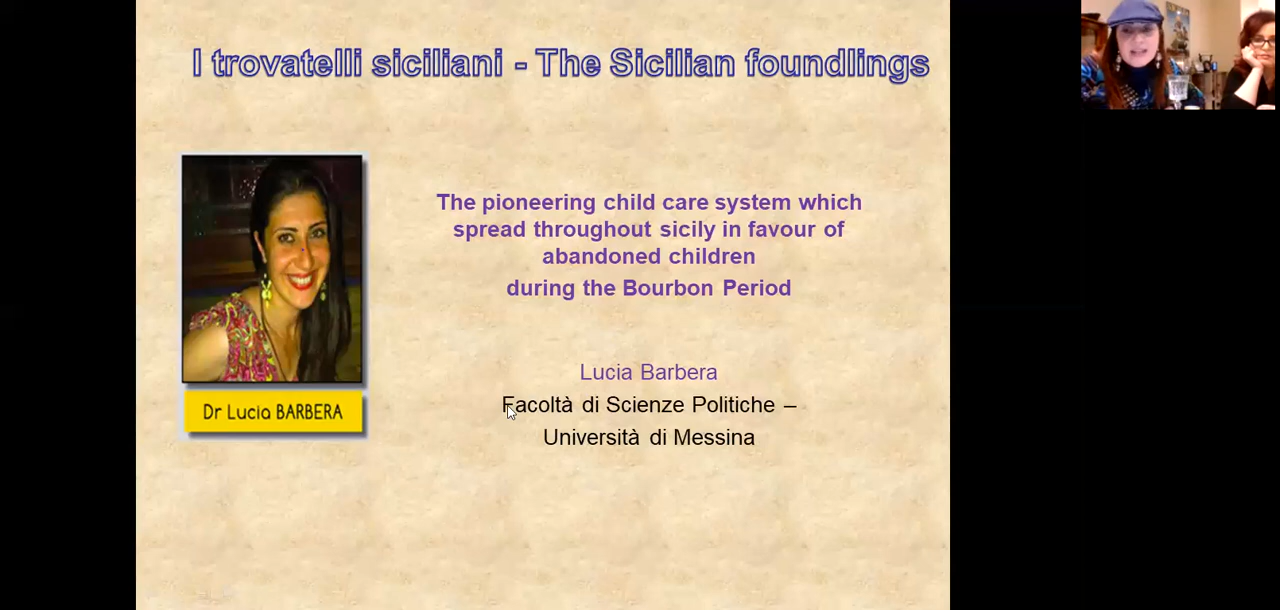 I trovatelli siciliani - The Sicilian foundlings
The pioneering child care system which
spread throughout sicily in favour of
abandoned children
during the Bourbon Period
Lucia Barbera
Facoltà di Scienze Politiche –
Università di Messina
Dr Lucia BARBERA